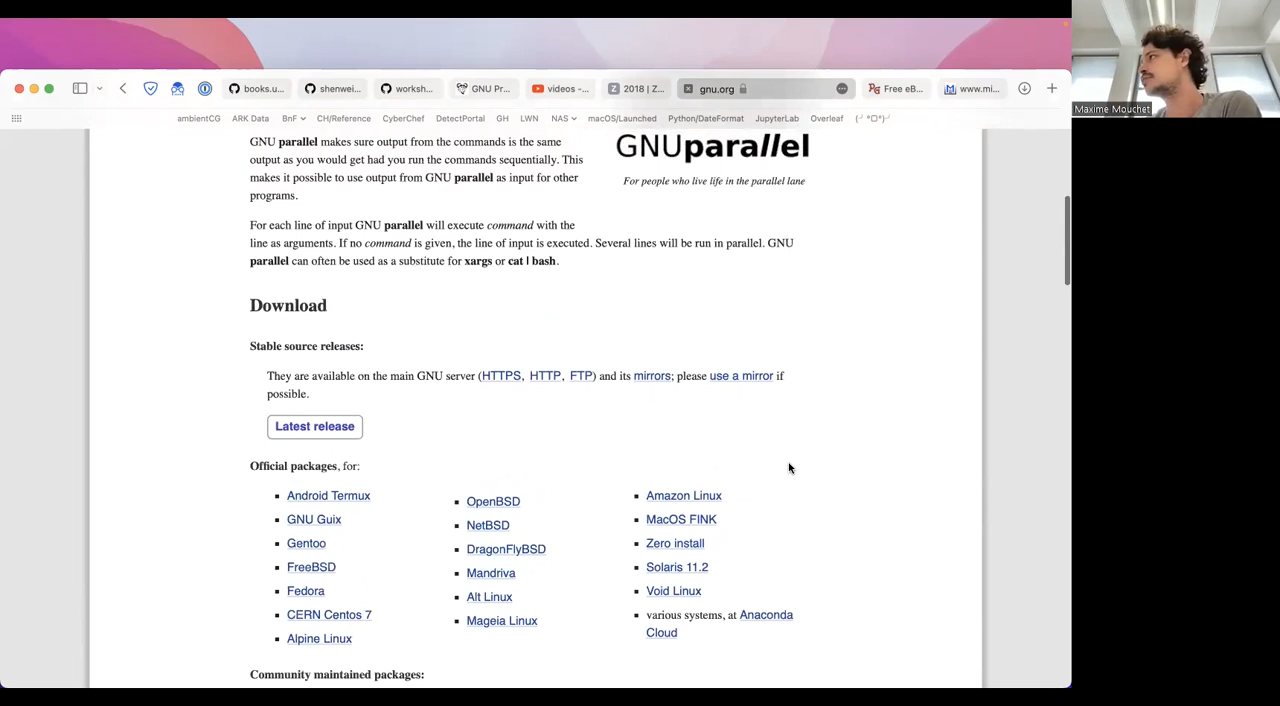 books.u...
shenwei...
worksh...
GNU Pr...
videos -...
2018 | Z...
gnu.org
Free eB...
www.mi...
ambientCG
ARK Data
BnF
CH/Reference
CyberChef
DetectPortal
GH
LWN
NAS
macOS/Launched
Python/DateFormat
JupyterLab
Overleaf
Maxime Mouchet
GNU parallel makes sure output from the commands is the same
output as you would get had you run the commands sequentially. This
makes it possible to use output from GNU parallel as input for other
programs.
GNUparallel
For people who live life in the parallel lane
For each line of input GNU parallel will execute command with the
line as arguments. If no command is given, the line of input is executed. Several lines will be run in parallel. GNU
parallel can often be used as a substitute for xargs or cat | bash.
Download
Stable source releases:
They are available on the main GNU server (HTTPS, HTTP, FTP) and its mirrors; please use a mirror if
possible.
Latest release
Official packages, for:
Android Termux
GNU Guix
Gentoo
FreeBSD
Fedora
CERN Centos 7
Alpine Linux
OpenBSD
NetBSD
DragonFlyBSD
Mandriva
Alt Linux
Mageia Linux
Amazon Linux
MacOS FINK
Zero install
Solaris 11.2
Void Linux
various systems, at Anaconda
Cloud
Community maintained packages: